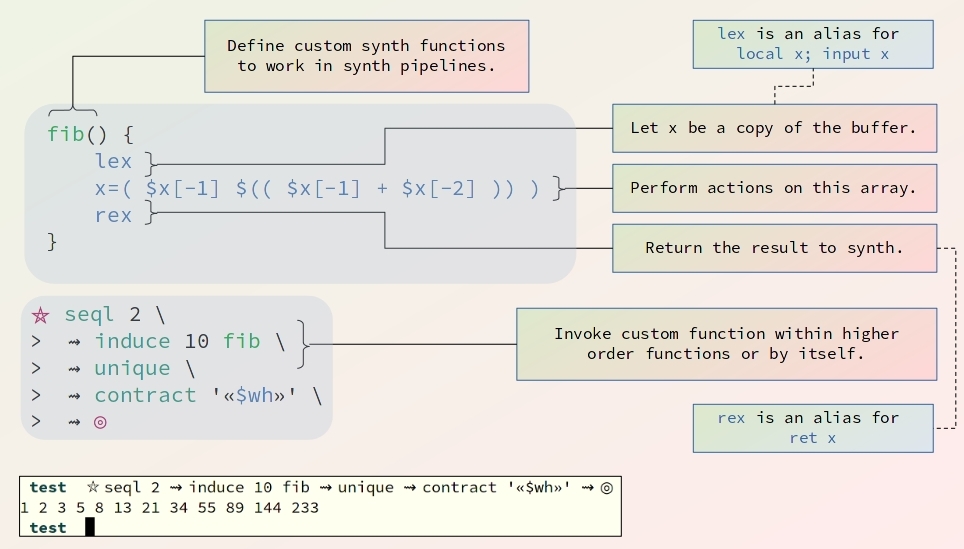 Define custom synth functions
to work in synth pipelines.
lex is an alias for
local x; input x
fib() {
lex
x=( $x[-1] $(( $x[-1] + $x[-2] )) )
rex
}
Let x be a copy of the buffer.
Perform actions on this array.
Return the result to synth.
☆ seql 2 \
> ⇝ induce 10 fib \
> ⇝ unique \
> ⇝ contract '«$wh»' \
> ⇝ ◎
Invoke custom function within higher
order functions or by itself.
rex is an alias for
ret x
test ☆ seql 2 ⇝ induce 10 fib ⇝ unique ⇝ contract '«$wh»' ⇝ ◎
1 2 3 5 8 13 21 34 55 89 144 233
test